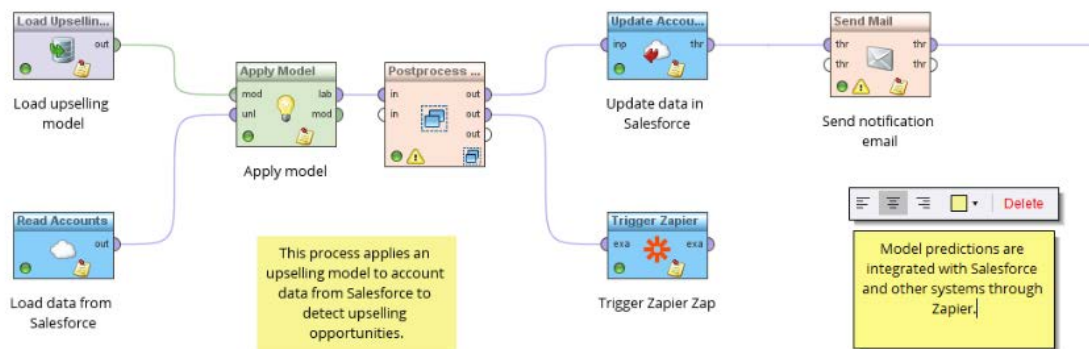 Load Upsellin...
out
Load upselling
model
Apply Model
mod
lab
unl
mod
Apply model
Postprocess ...
in
out
in
out
out
Update Accou...
inp
thr
Update data in
Salesforce
Send Mail
thr
thr
thr
thr
Send notification
email
Read Accounts
out
Load data from
Salesforce
This process applies an
upselling model to account
data from Salesforce to
detect upselling
opportunities.
Trigger Zapier
exa
exa
Trigger Zapier Zap
Delete
Model predictions are
integrated with Salesforce
and other systems through
Zapier.